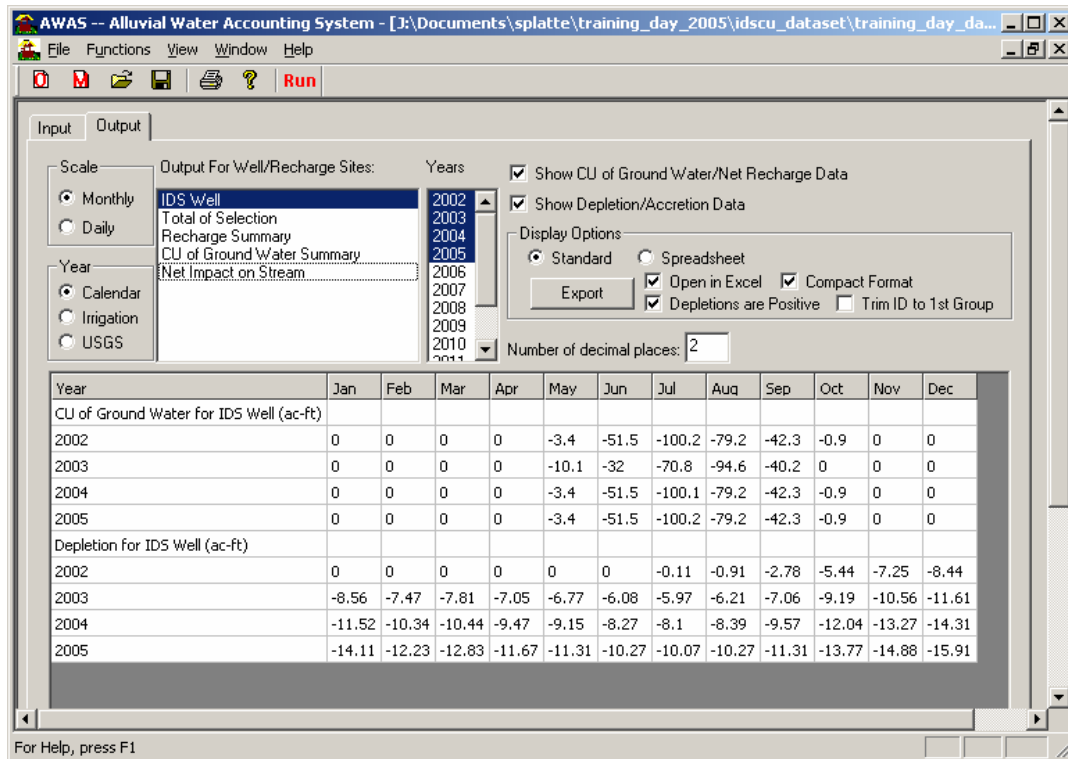 AWAS -- Alluvial Water Accounting System - [J:\Documents\splatte\training_day_2005\idscu_dataset\training_day_da...
File Functions View Window Help
Run
Input Output
Scale
Monthly
Daily
Year
Calendar
Irrigation
USGS
Output For Well/Recharge Sites:
IDS Well
Total of Selection
Recharge Summary
CU of Ground Water Summary
Net Impact on Stream
Years
2002
2003
2004
2005
2006
2007
2008
2009
2010
2011
Show CU of Ground Water/Net Recharge Data
Show Depletion/Accretion Data
Display Options
Standard Spreadsheet
Export
Open in Excel Compact Format
Depletions are Positive Trim ID to 1st Group
Number of decimal places: 2
Year Jan Feb Mar Apr May Jun Jul Aug Sep Oct Nov Dec
CU of Ground Water for IDS Well (ac-ft)
2002 0 0 0 0 -3.4 -51.5 -100.2 -79.2 -42.3 -0.9 0 0
2003 0 0 0 0 -10.1 -32 -70.8 -94.6 -40.2 0 0 0
2004 0 0 0 0 -3.4 -51.5 -100.1 -79.2 -42.3 -0.9 0 0
2005 0 0 0 0 -3.4 -51.5 -100.2 -79.2 -42.3 -0.9 0 0
Depletion for IDS Well (ac-ft)
2002 0 0 0 0 0 0 -0.11 -0.91 -2.78 -5.44 -7.25 -8.44
2003 -8.56 -7.47 -7.81 -7.05 -6.77 -6.08 -5.97 -6.21 -7.06 -9.19 -10.56 -11.61
2004 -11.52 -10.34 -10.44 -9.47 -9.15 -8.27 -8.1 -8.39 -9.57 -12.04 -13.27 -14.31
2005 -14.11 -12.23 -12.83 -11.67 -11.31 -10.27 -10.07 -10.27 -11.31 -13.77 -14.88 -15.91
For Help, press F1